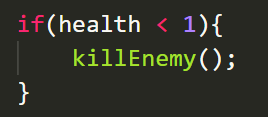 if(health < 1){
    killEnemy();
}